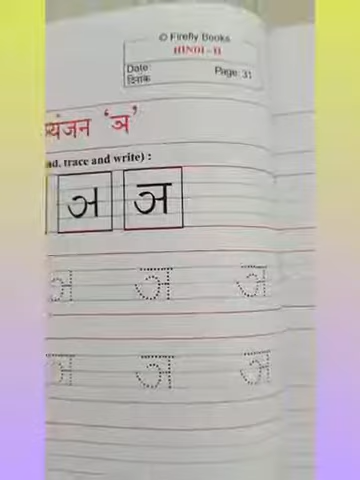 © Firefly Books
HINDI - II
Date
दिनांक
Page: 31
व्यंजन 'ञ'
ad, trace and write) :
ञ ञ
ञ ञ ञ
ञ ञ ञ